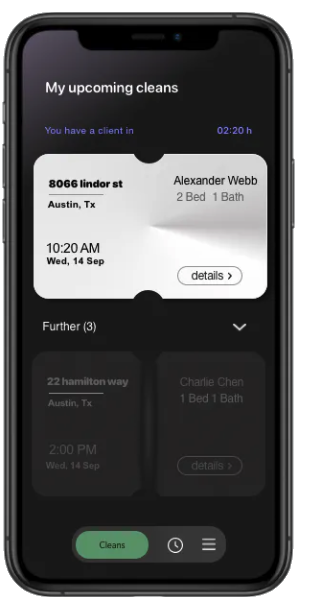 My upcoming cleans
You have a client in 02:20 h
8066 lindor st
Alexander Webb
Austin, Tx
2 Bed 1 Bath
10:20 AM
Wed, 14 Sep
details >
Further (3)
22 hamilton way
Charlie Chen
Austin, Tx
1 Bed 1 Bath
2:00 PM
Wed, 14 Sep
details >
Cleans